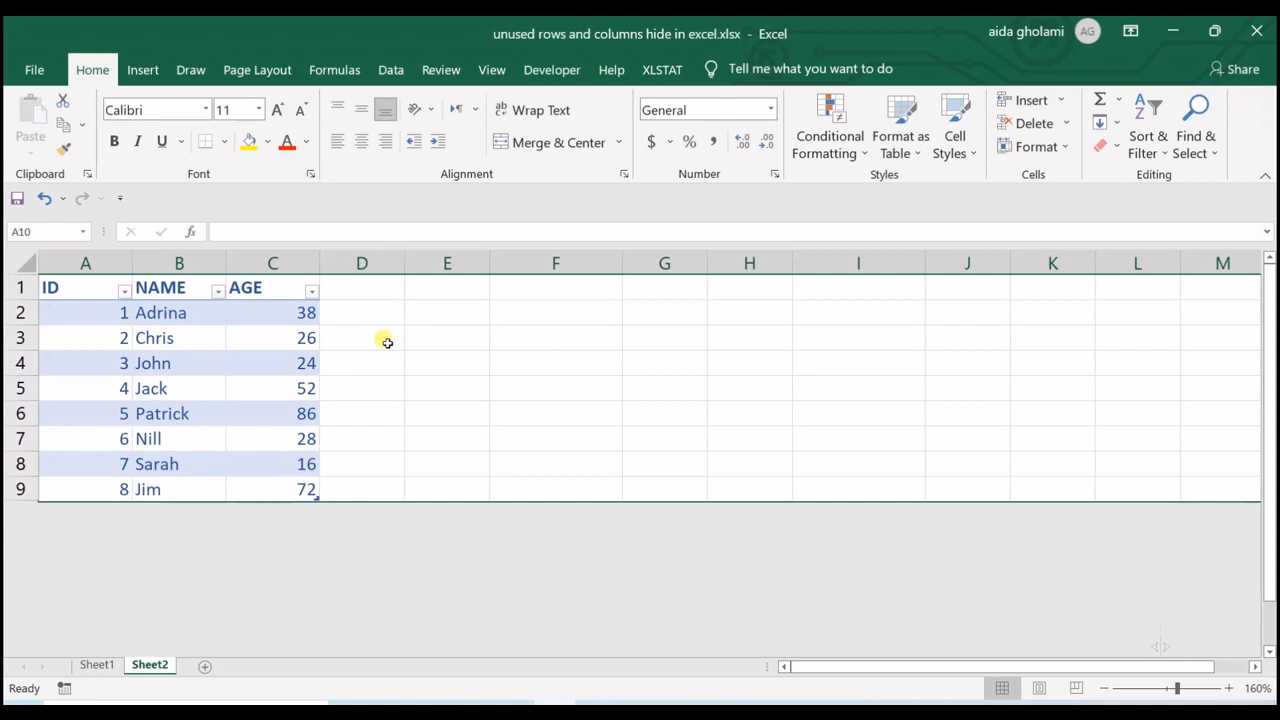 unused rows and columns hide in excel.xlsx - Excel
aida gholami AG
File Home Insert Draw Page Layout Formulas Data Review View Developer Help XLSTAT Tell me what you want to do Share
Paste
Clipboard
Calibri 11
B I U
A A
A
Font
ab Wrap Text
Merge & Center
Alignment
General
$ % ,
Number
Conditional Formatting
Format as Table
Cell Styles
Styles
Insert
Delete
Format
Cells
Σ
Sort & Filter
Find & Select
Editing
A10 fx
A B C D E F G H I J K L M
1 ID NAME AGE
2 1 Adrina 38
3 2 Chris 26
4 3 John 24
5 4 Jack 52
6 5 Patrick 86
7 6 Nill 28
8 7 Sarah 16
9 8 Jim 72
Sheet1 Sheet2
Ready 160%